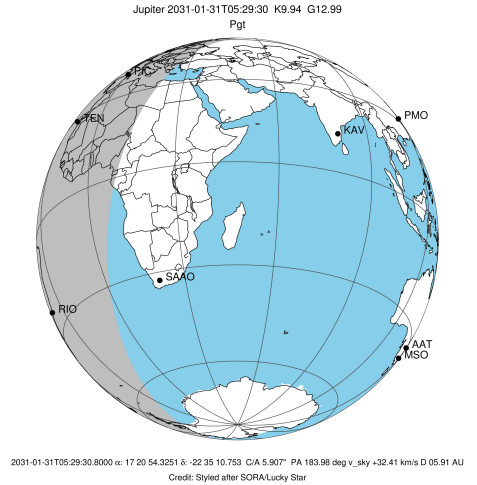 Jupiter 2031-01-31T05:29:30 K9.94 G12.99
Pgt
PIC
TEN
PMO
KAV
SAAO
RIO
AAT
MSO
2031-01-31T05:29:30.8000 α: 17 20 54.3251 δ: -22 35 10.753 C/A 5.907" PA 183.98 deg v_sky +32.41 km/s D 05.91 AU
Credit: Styled after SORA/Lucky Star